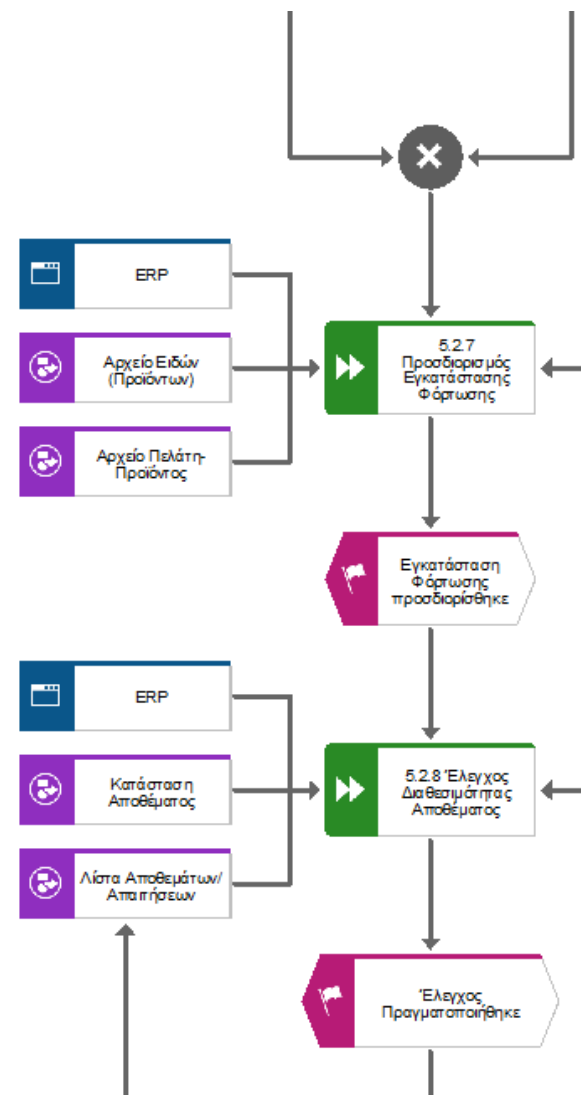 ERP
Αρχείο Ειδών
(Προϊόντων)
Αρχείο Πελάτη-
Προϊόντος
5.2.7
Προσδιορισμός
Εγκατάστασης
Φόρτωσης
Εγκατάσταση
Φόρτωσης
προσδιορίσθηκε
ERP
Κατάσταση
Αποθέματος
Λίστα Αποθεμάτων/
Απαιτήσεων
5.2.8 Έλεγχος
Διαθεσιμότητας
Αποθέματος
Έλεγχος
Πραγματοποιήθηκε